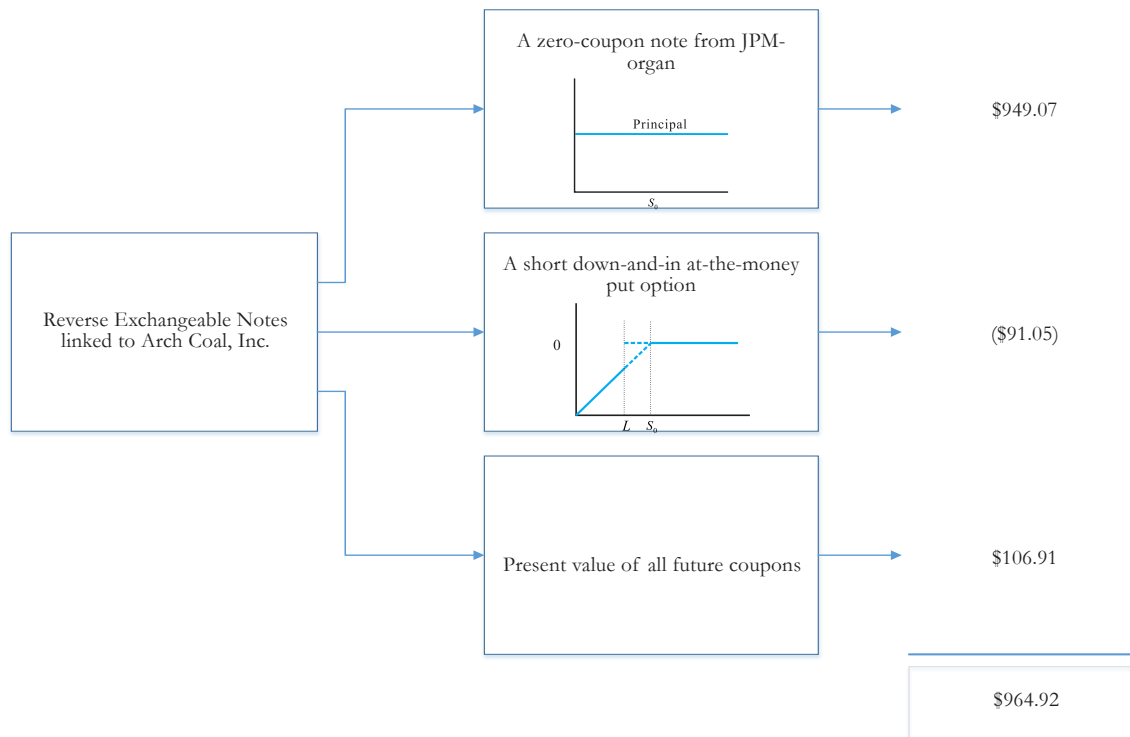 A zero-coupon note from JPM-
organ
Principal
S₀
$949.07
Reverse Exchangeable Notes
linked to Arch Coal, Inc.
A short down-and-in at-the-money
put option
0
L S₀
($91.05)
Present value of all future coupons
$106.91
$964.92